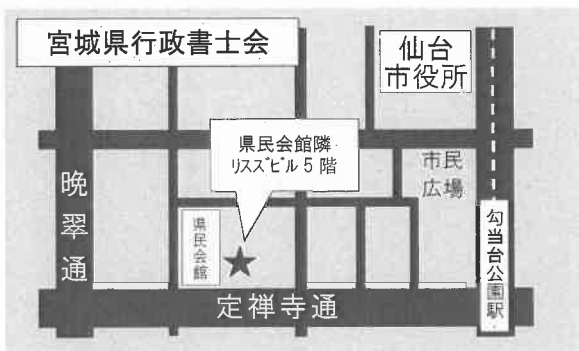 宮城県行政書士会
仙台
市役所
県民会館隣
リスズビル 5 階
市民
広場
晩翠通
県民会館
勾当台公園駅
定禅寺通